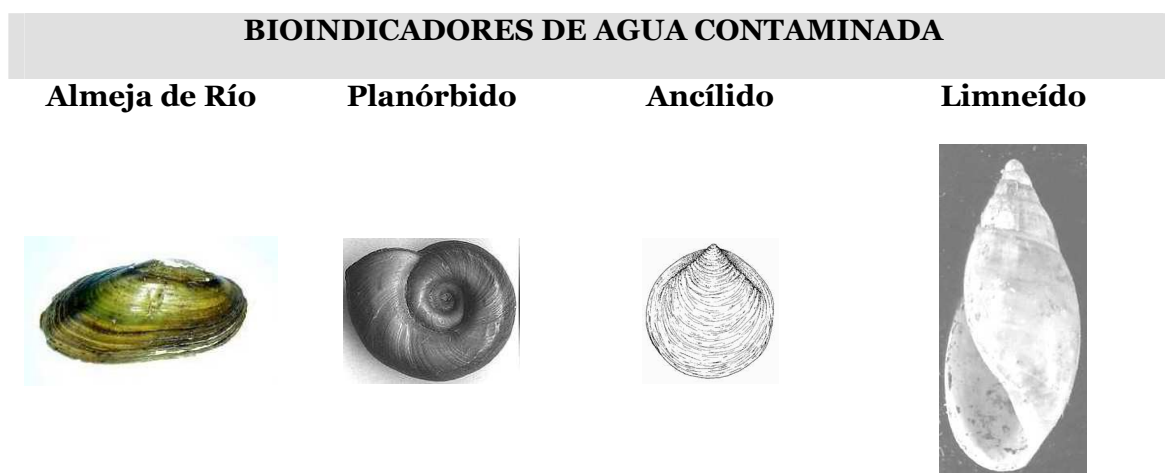 BIOINDICADORES DE AGUA CONTAMINADA
Almeja de Río Planórbido Ancílido Limneído